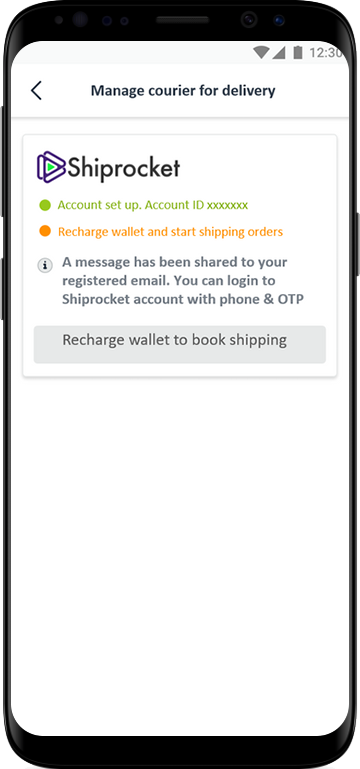 12:30
Manage courier for delivery
Shiprocket
Account set up. Account ID xxxxxxx
Recharge wallet and start shipping orders
i A message has been shared to your
registered email. You can login to
Shiprocket account with phone & OTP
Recharge wallet to book shipping